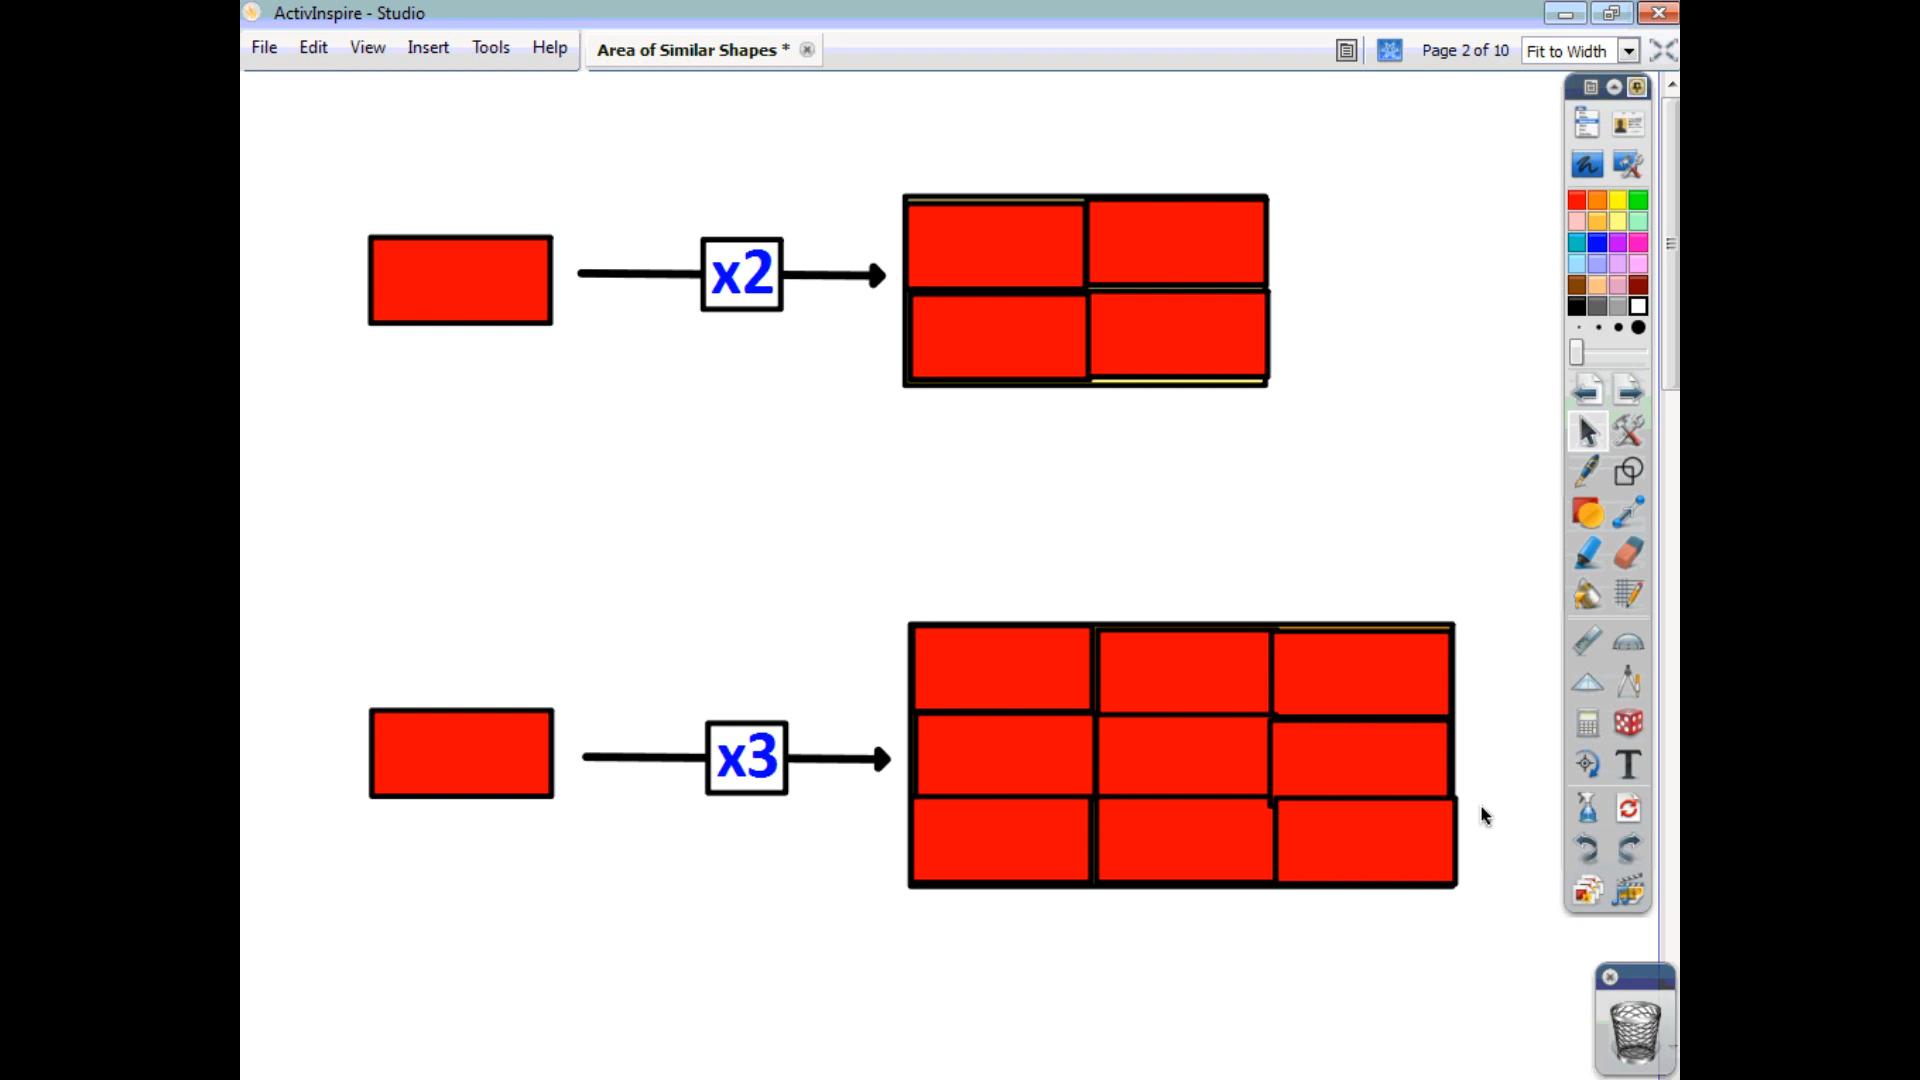 ActivInspire - Studio
File Edit View Insert Tools Help
Area of Similar Shapes *
Page 2 of 10
Fit to Width
x2
x3